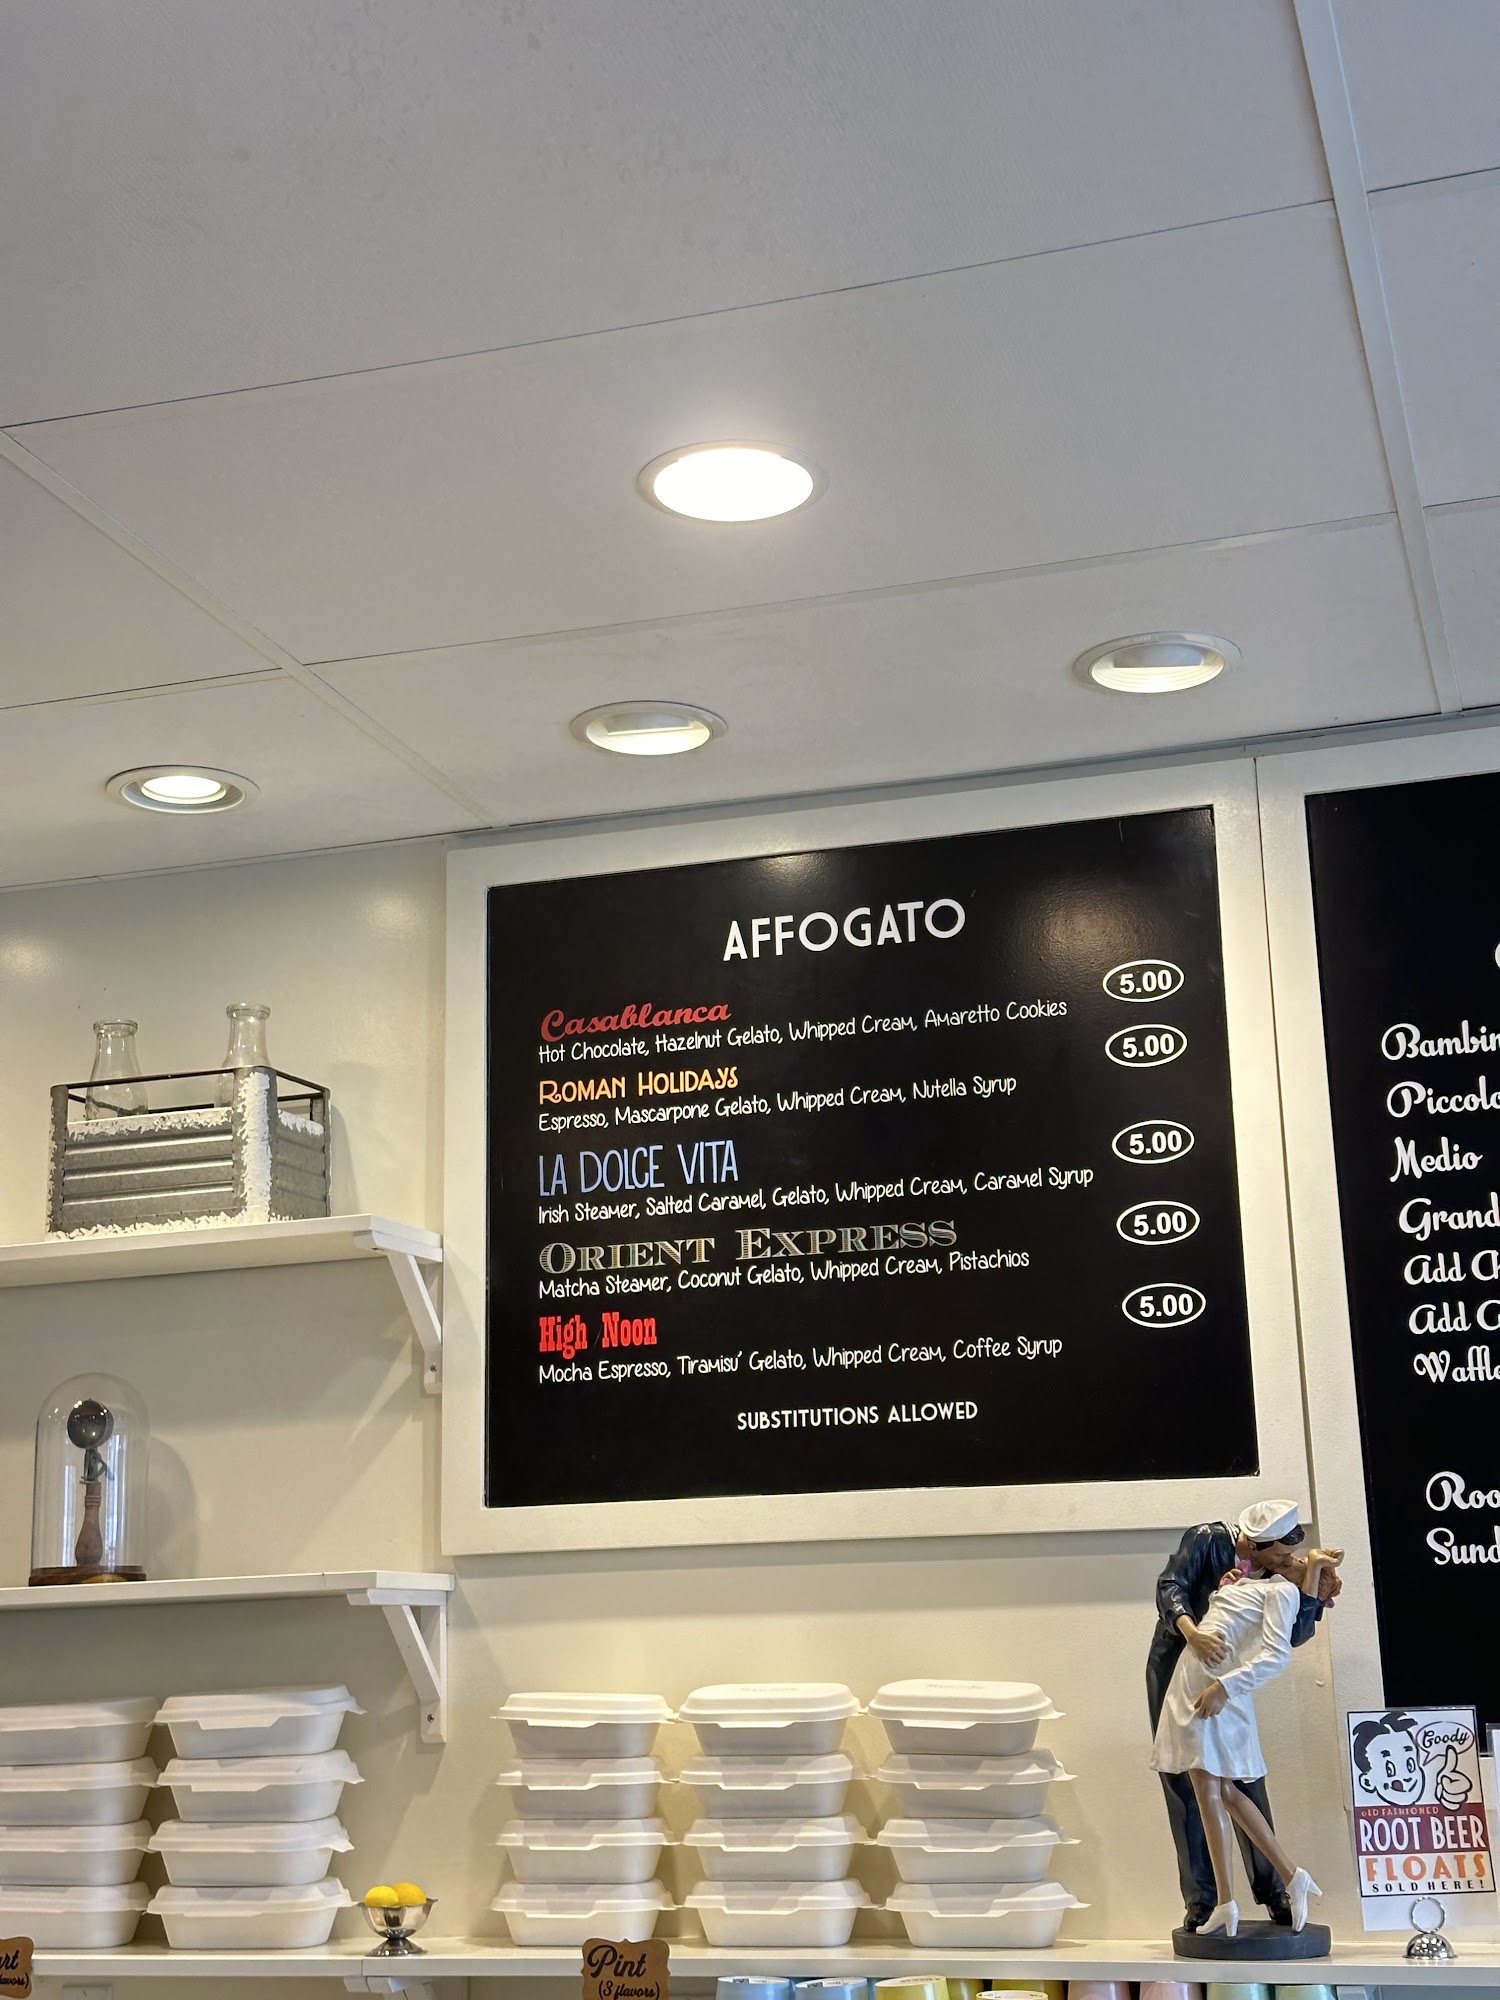 AFFOGATO
Casablanca 5.00
Hot Chocolate, Hazelnut Gelato, Whipped Cream, Amaretto Cookies
ROMAN HOLIDAYS 5.00
Espresso, Mascarpone Gelato, Whipped Cream, Nutella Syrup
LA DOLCE VITA 5.00
Irish Steamer, Salted Caramel, Gelato, Whipped Cream, Caramel Syrup
ORIENT EXPRESS 5.00
Matcha Steamer, Coconut Gelato, Whipped Cream, Pistachios
High Noon 5.00
Mocha Espresso, Tiramisu' Gelato, Whipped Cream, Coffee Syrup
SUBSTITUTIONS ALLOWED
Medio
Add
Add
Goody
OLD FASHIONED
ROOT BEER
FLOATS
SOLD HERE!
Pint
(3 flavors)